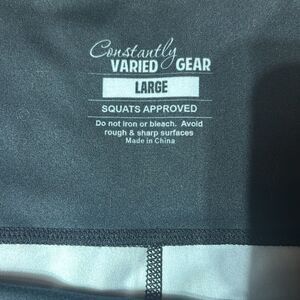 Constantly
VARIED GEAR
LARGE
SQUATS APPROVED
Do not iron or bleach. Avoid
rough & sharp surfaces
Made in China